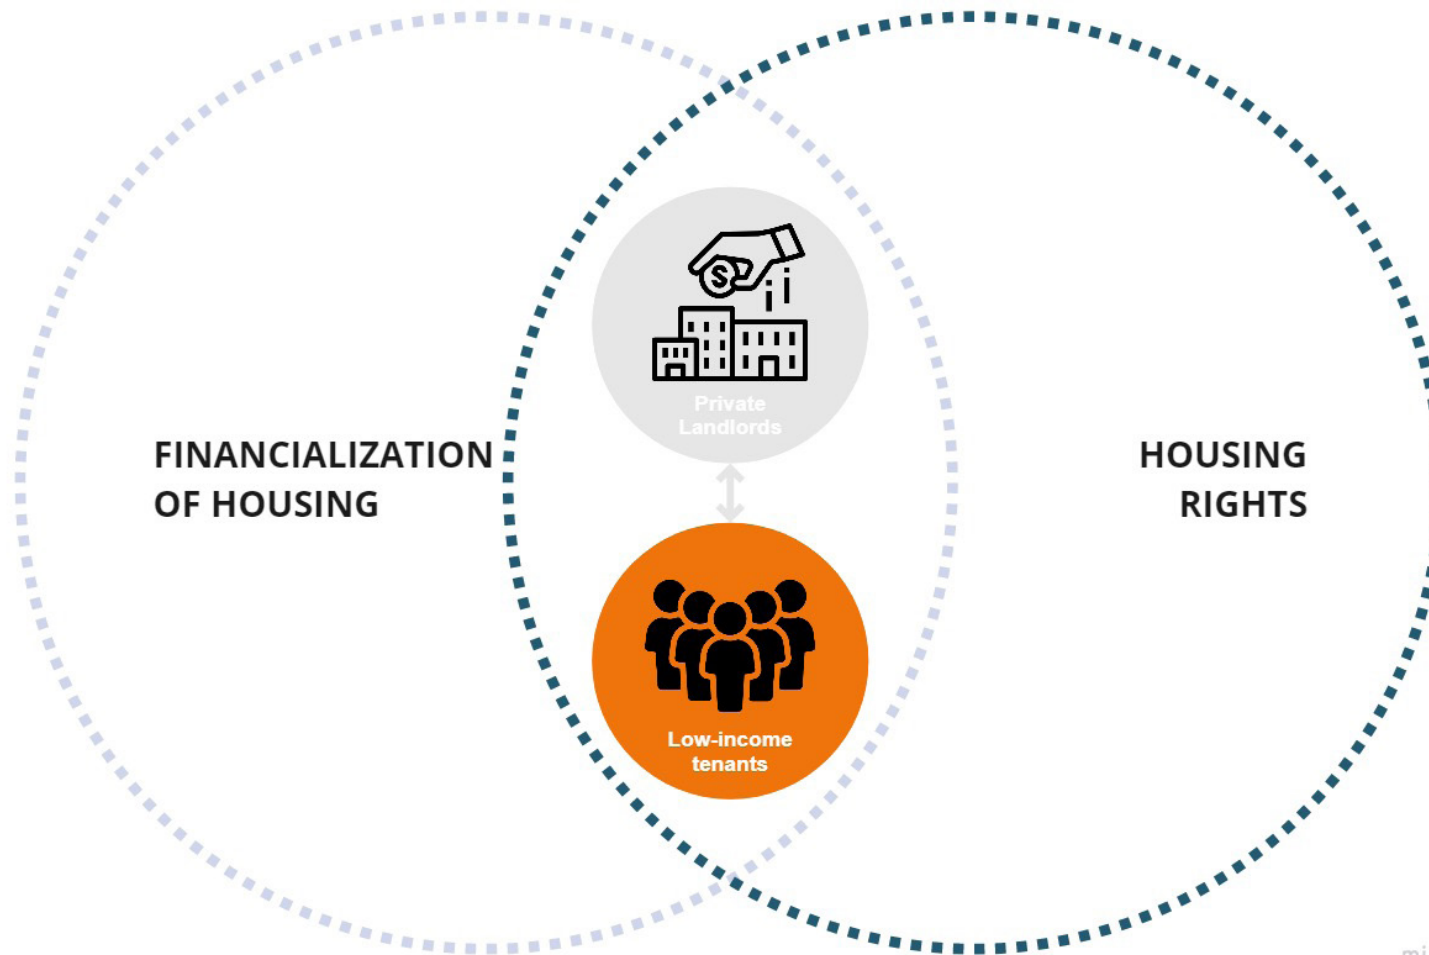 Private
Landlords
FINANCIALIZATION
OF HOUSING
HOUSING
RIGHTS
Low-income
tenants